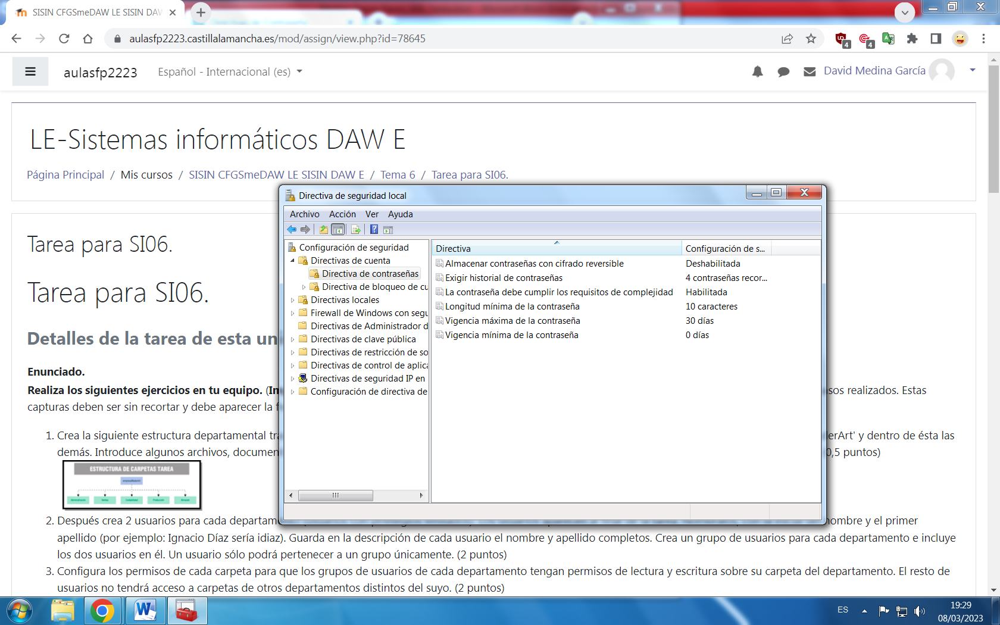 SISIN CFGSmeDAW LE SISIN DAW
aulasfp2223.castillalamancha.es/mod/assign/view.php?id=78645
4
4
aulasfp2223
Español - Internacional (es)
David Medina García
LE-Sistemas informáticos DAW E
Página Principal / Mis cursos / SISIN CFGSmeDAW LE SISIN DAW E / Tema 6 / Tarea para SI06.
Tarea para SI06.
Tarea para SI06.
Detalles de la tarea de esta un
Enunciado.
Realiza los siguientes ejercicios en tu equipo. (In
sos realizados. Estas
capturas deben ser sin recortar y debe aparecer la f
1. Crea la siguiente estructura departamental tra
lerArt' y dentro de ésta las
demás. Introduce algunos archivos, documen
0,5 puntos)
ESTRUCTURA DE CARPETAS TAREA
Administración
Ventas
Contabilidad
Producción
Almacén
2. Después crea 2 usuarios para cada departam
nombre y el primer
apellido (por ejemplo: Ignacio Díaz sería idiaz). Guarda en la descripción de cada usuario el nombre y apellido completos. Crea un grupo de usuarios para cada departamento e incluye
los dos usuarios en él. Un usuario sólo podrá pertenecer a un grupo únicamente. (2 puntos)
3. Configura los permisos de cada carpeta para que los grupos de usuarios de cada departamento tengan permisos de lectura y escritura sobre su carpeta del departamento. El resto de
usuarios no tendrá acceso a carpetas de otros departamentos distintos del suyo. (2 puntos)
Directiva de seguridad local
Archivo Acción Ver Ayuda
Configuración de seguridad
Directivas de cuenta
Directiva de contraseñas
Directiva de bloqueo de cu
Directivas locales
Firewall de Windows con segu
Directivas de Administrador d
Directivas de clave pública
Directivas de restricción de so
Directivas de control de aplica
Directivas de seguridad IP en
Configuración de directiva de
Directiva Configuración de s...
Almacenar contraseñas con cifrado reversible Deshabilitada
Exigir historial de contraseñas 4 contraseñas recor...
La contraseña debe cumplir los requisitos de complejidad Habilitada
Longitud mínima de la contraseña 10 caracteres
Vigencia máxima de la contraseña 30 días
Vigencia mínima de la contraseña 0 días
ES
19:29
08/03/2023